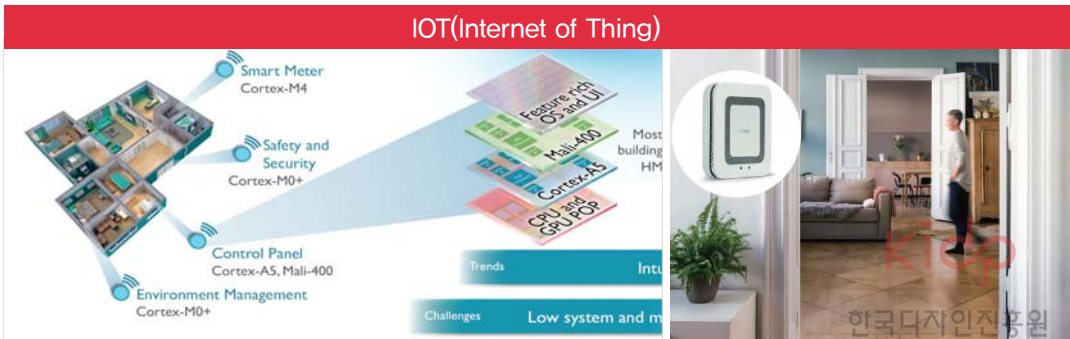 IOT(Internet of Thing)
Smart Meter
Cortex-M4
Safety and
Security
Cortex-M0+
Control Panel
Cortex-A5, Mali-400
Environment Management
Cortex-M0+
Feature rich
OS and UI
Mali-400
Cortex-A5
CPU and
GPU POP
Most
building
HM
Trends
Intu
Challenges
Low system and m
kidp
한국디자인진흥원